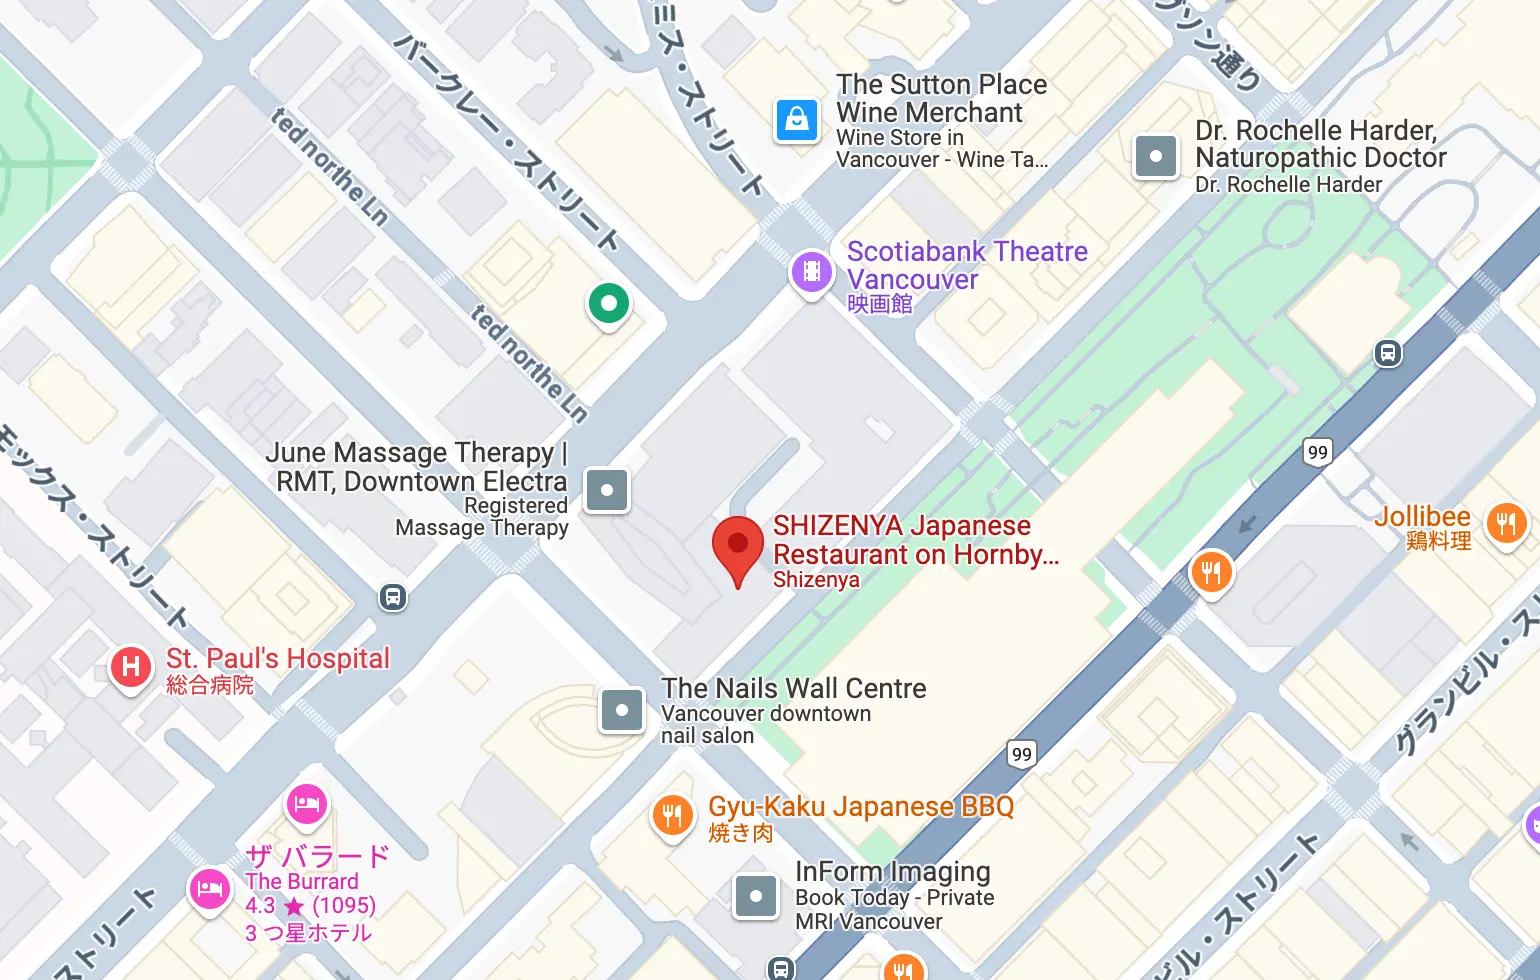 バークレー・ストリート
ミス・ストリート
ブソン通り
The Sutton Place
Wine Merchant
Wine Store in
Vancouver - Wine Ta...
Dr. Rochelle Harder,
Naturopathic Doctor
Dr. Rochelle Harder
ted northe Ln
Scotiabank Theatre
Vancouver
映画館
ted northe Ln
モックス・ストリート
June Massage Therapy |
RMT, Downtown Electra
Registered
Massage Therapy
99
Jollibee
鶏料理
SHIZENYA Japanese
Restaurant on Hornby...
Shizenya
H
St. Paul's Hospital
総合病院
グランビル・ス
The Nails Wall Centre
Vancouver downtown
nail salon
99
Gyu-Kaku Japanese BBQ
焼き肉
ザ バラード
The Burrard
4.3 ★ (1095)
3 つ星ホテル
InForm Imaging
Book Today - Private
MRI Vancouver
ストリート
ビル・ストリート